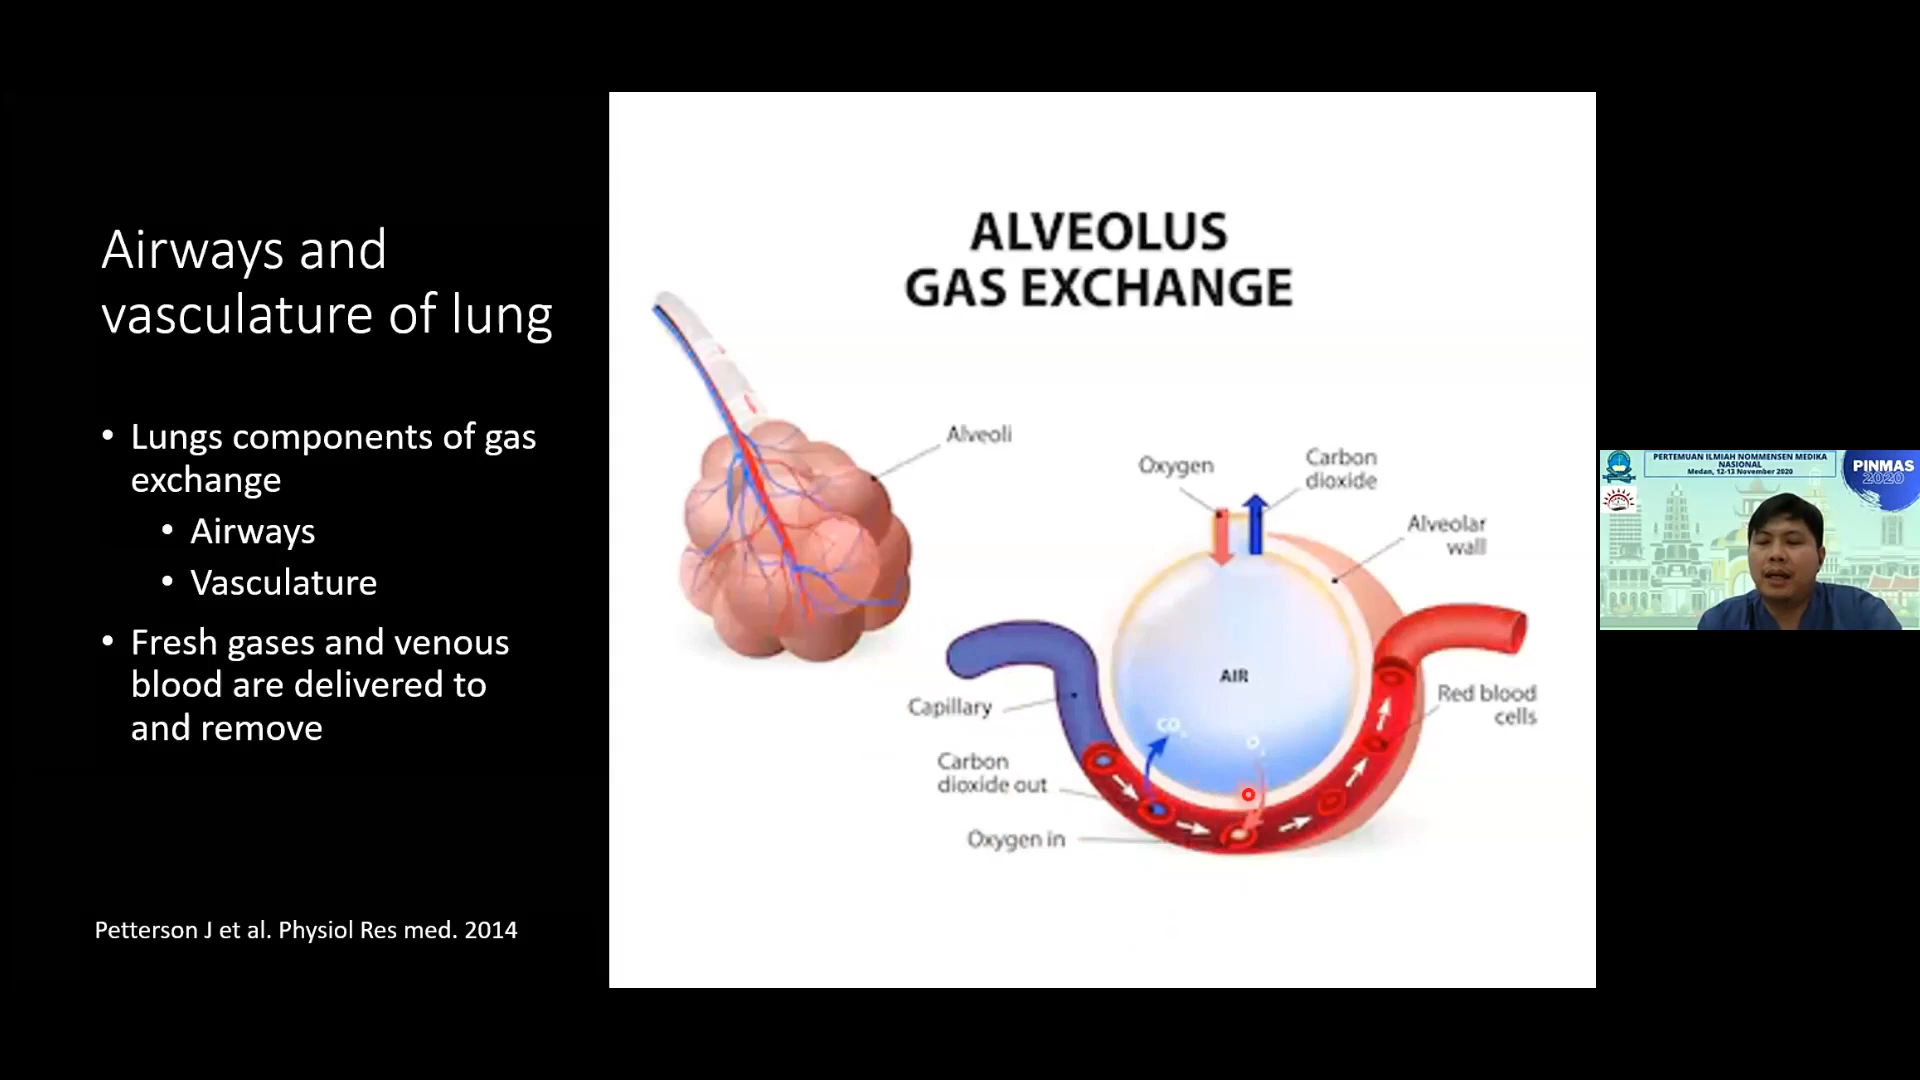 Airways and
vasculature of lung
• Lungs components of gas
exchange
• Airways
• Vasculature
• Fresh gases and venous
blood are delivered to
and remove
Petterson J et al. Physiol Res med. 2014
ALVEOLUS
GAS EXCHANGE
Alveoli
Oxygen
Carbon
dioxide
Alveolar
wall
AIR
Capillary
CO₂
O₂
Red blood
cells
Carbon
dioxide out
Oxygen in
PERTEMUAN ILMIAH NOMMENSEN MEDIKA
NASIONAL
Medan, 12-13 November 2020
PINMAS
2020